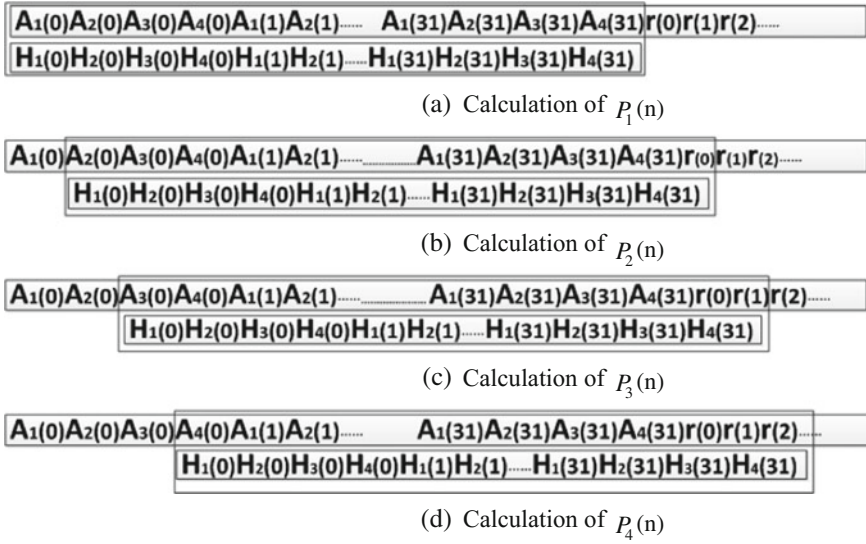 A₁(0)A₂(0)A₃(0)A₄(0)A₁(1)A₂(1)...... A₁(31)A₂(31)A₃(31)A₄(31)r(0)r(1)r(2)......
H₁(0)H₂(0)H₃(0)H₄(0)H₁(1)H₂(1)......H₁(31)H₂(31)H₃(31)H₄(31)
(a) Calculation of P₁(n)
A₁(0)A₂(0)A₃(0)A₄(0)A₁(1)A₂(1)..................A₁(31)A₂(31)A₃(31)A₄(31)r(0)r(1)r(2)......
H₁(0)H₂(0)H₃(0)H₄(0)H₁(1)H₂(1)......H₁(31)H₂(31)H₃(31)H₄(31)
(b) Calculation of P₂(n)
A₁(0)A₂(0)A₃(0)A₄(0)A₁(1)A₂(1)..................A₁(31)A₂(31)A₃(31)A₄(31)r(0)r(1)r(2)......
H₁(0)H₂(0)H₃(0)H₄(0)H₁(1)H₂(1)......H₁(31)H₂(31)H₃(31)H₄(31)
(c) Calculation of P₃(n)
A₁(0)A₂(0)A₃(0)A₄(0)A₁(1)A₂(1)...... A₁(31)A₂(31)A₃(31)A₄(31)r(0)r(1)r(2)......
H₁(0)H₂(0)H₃(0)H₄(0)H₁(1)H₂(1)......H₁(31)H₂(31)H₃(31)H₄(31)
(d) Calculation of P₄(n)